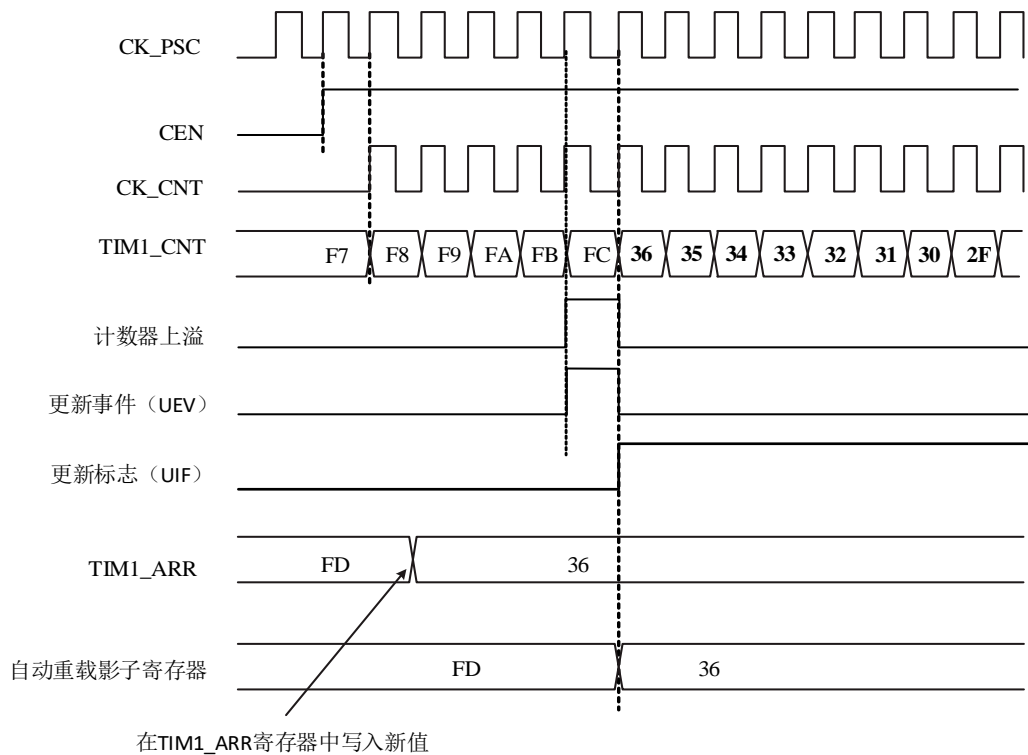 CK_PSC
CEN
CK_CNT
TIM1_CNT F7 F8 F9 FA FB FC 36 35 34 33 32 31 30 2F
计数器上溢
更新事件（UEV）
更新标志（UIF）
TIM1_ARR FD 36
自动重载影子寄存器 FD 36
在TIM1_ARR寄存器中写入新值